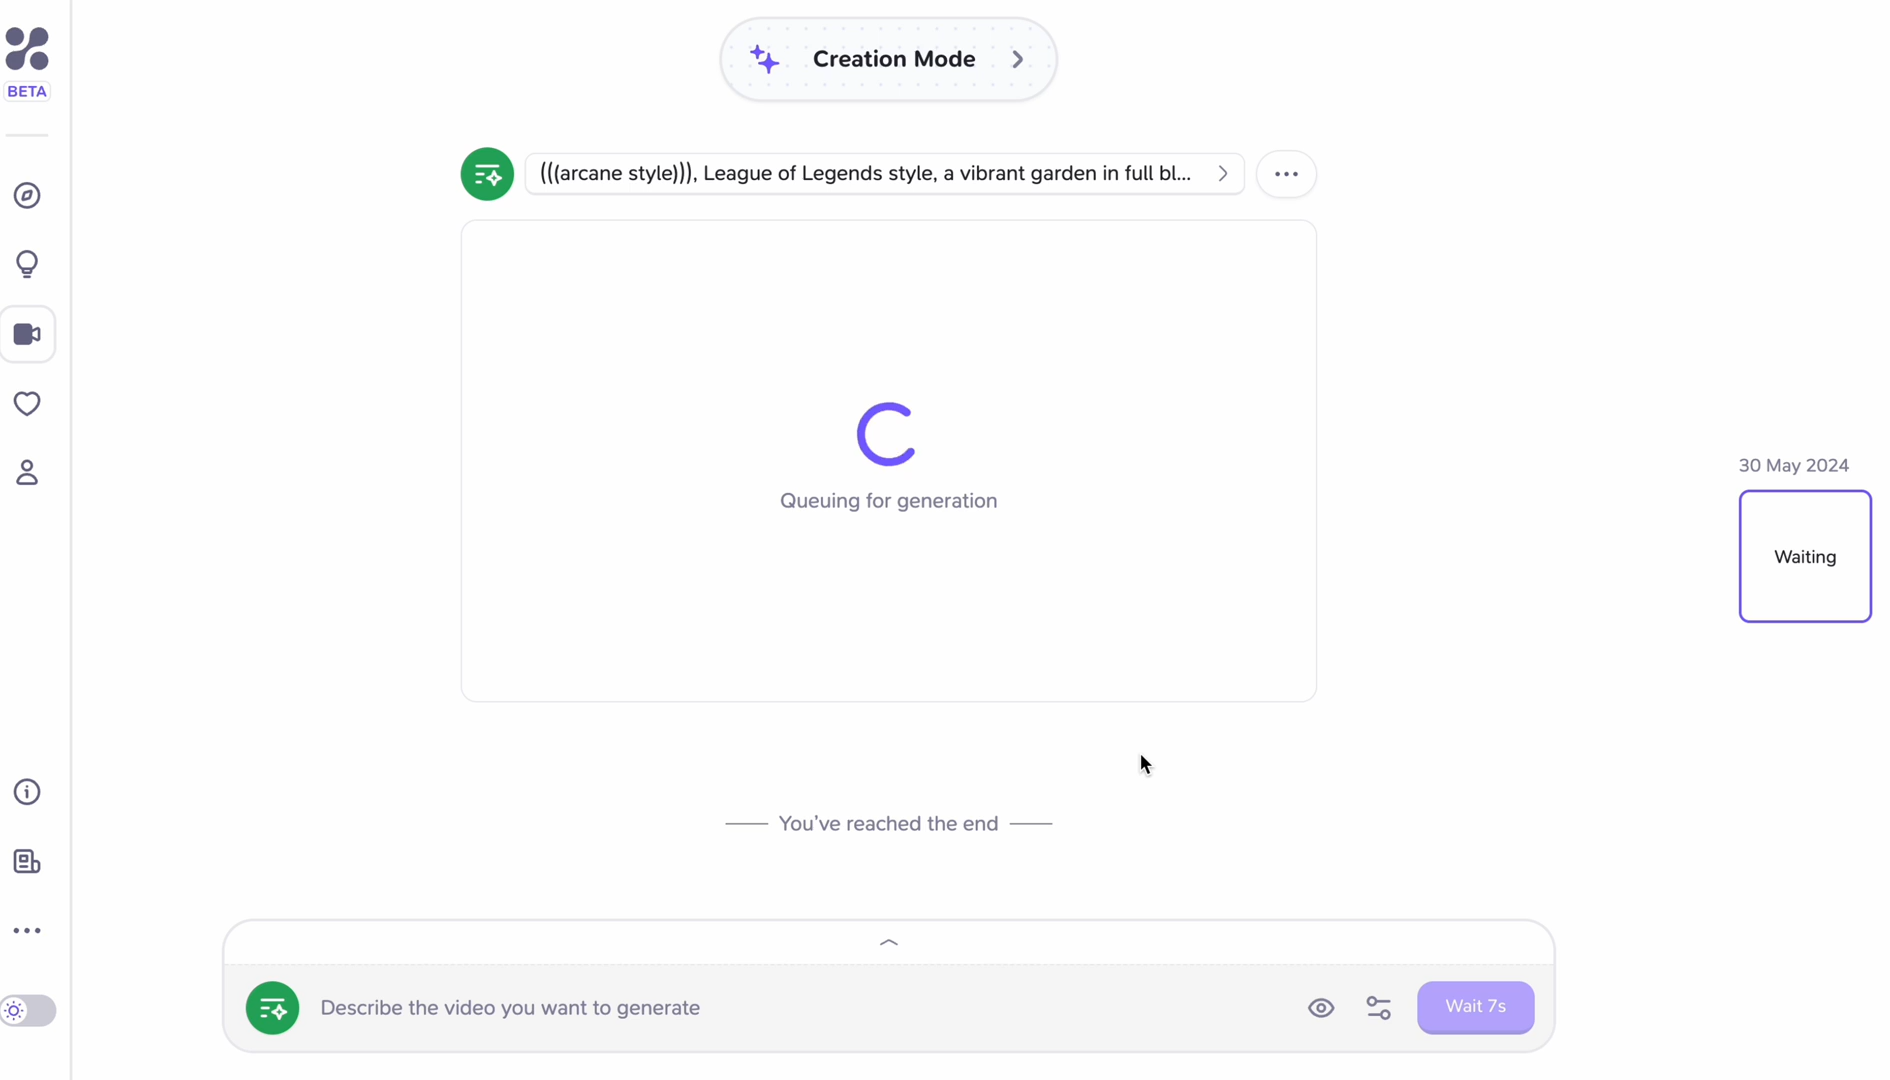 BETA
Creation Mode
(((arcane style))), League of Legends style, a vibrant garden in full bl...
Queuing for generation
30 May 2024
Waiting
You've reached the end
Describe the video you want to generate
Wait 7s